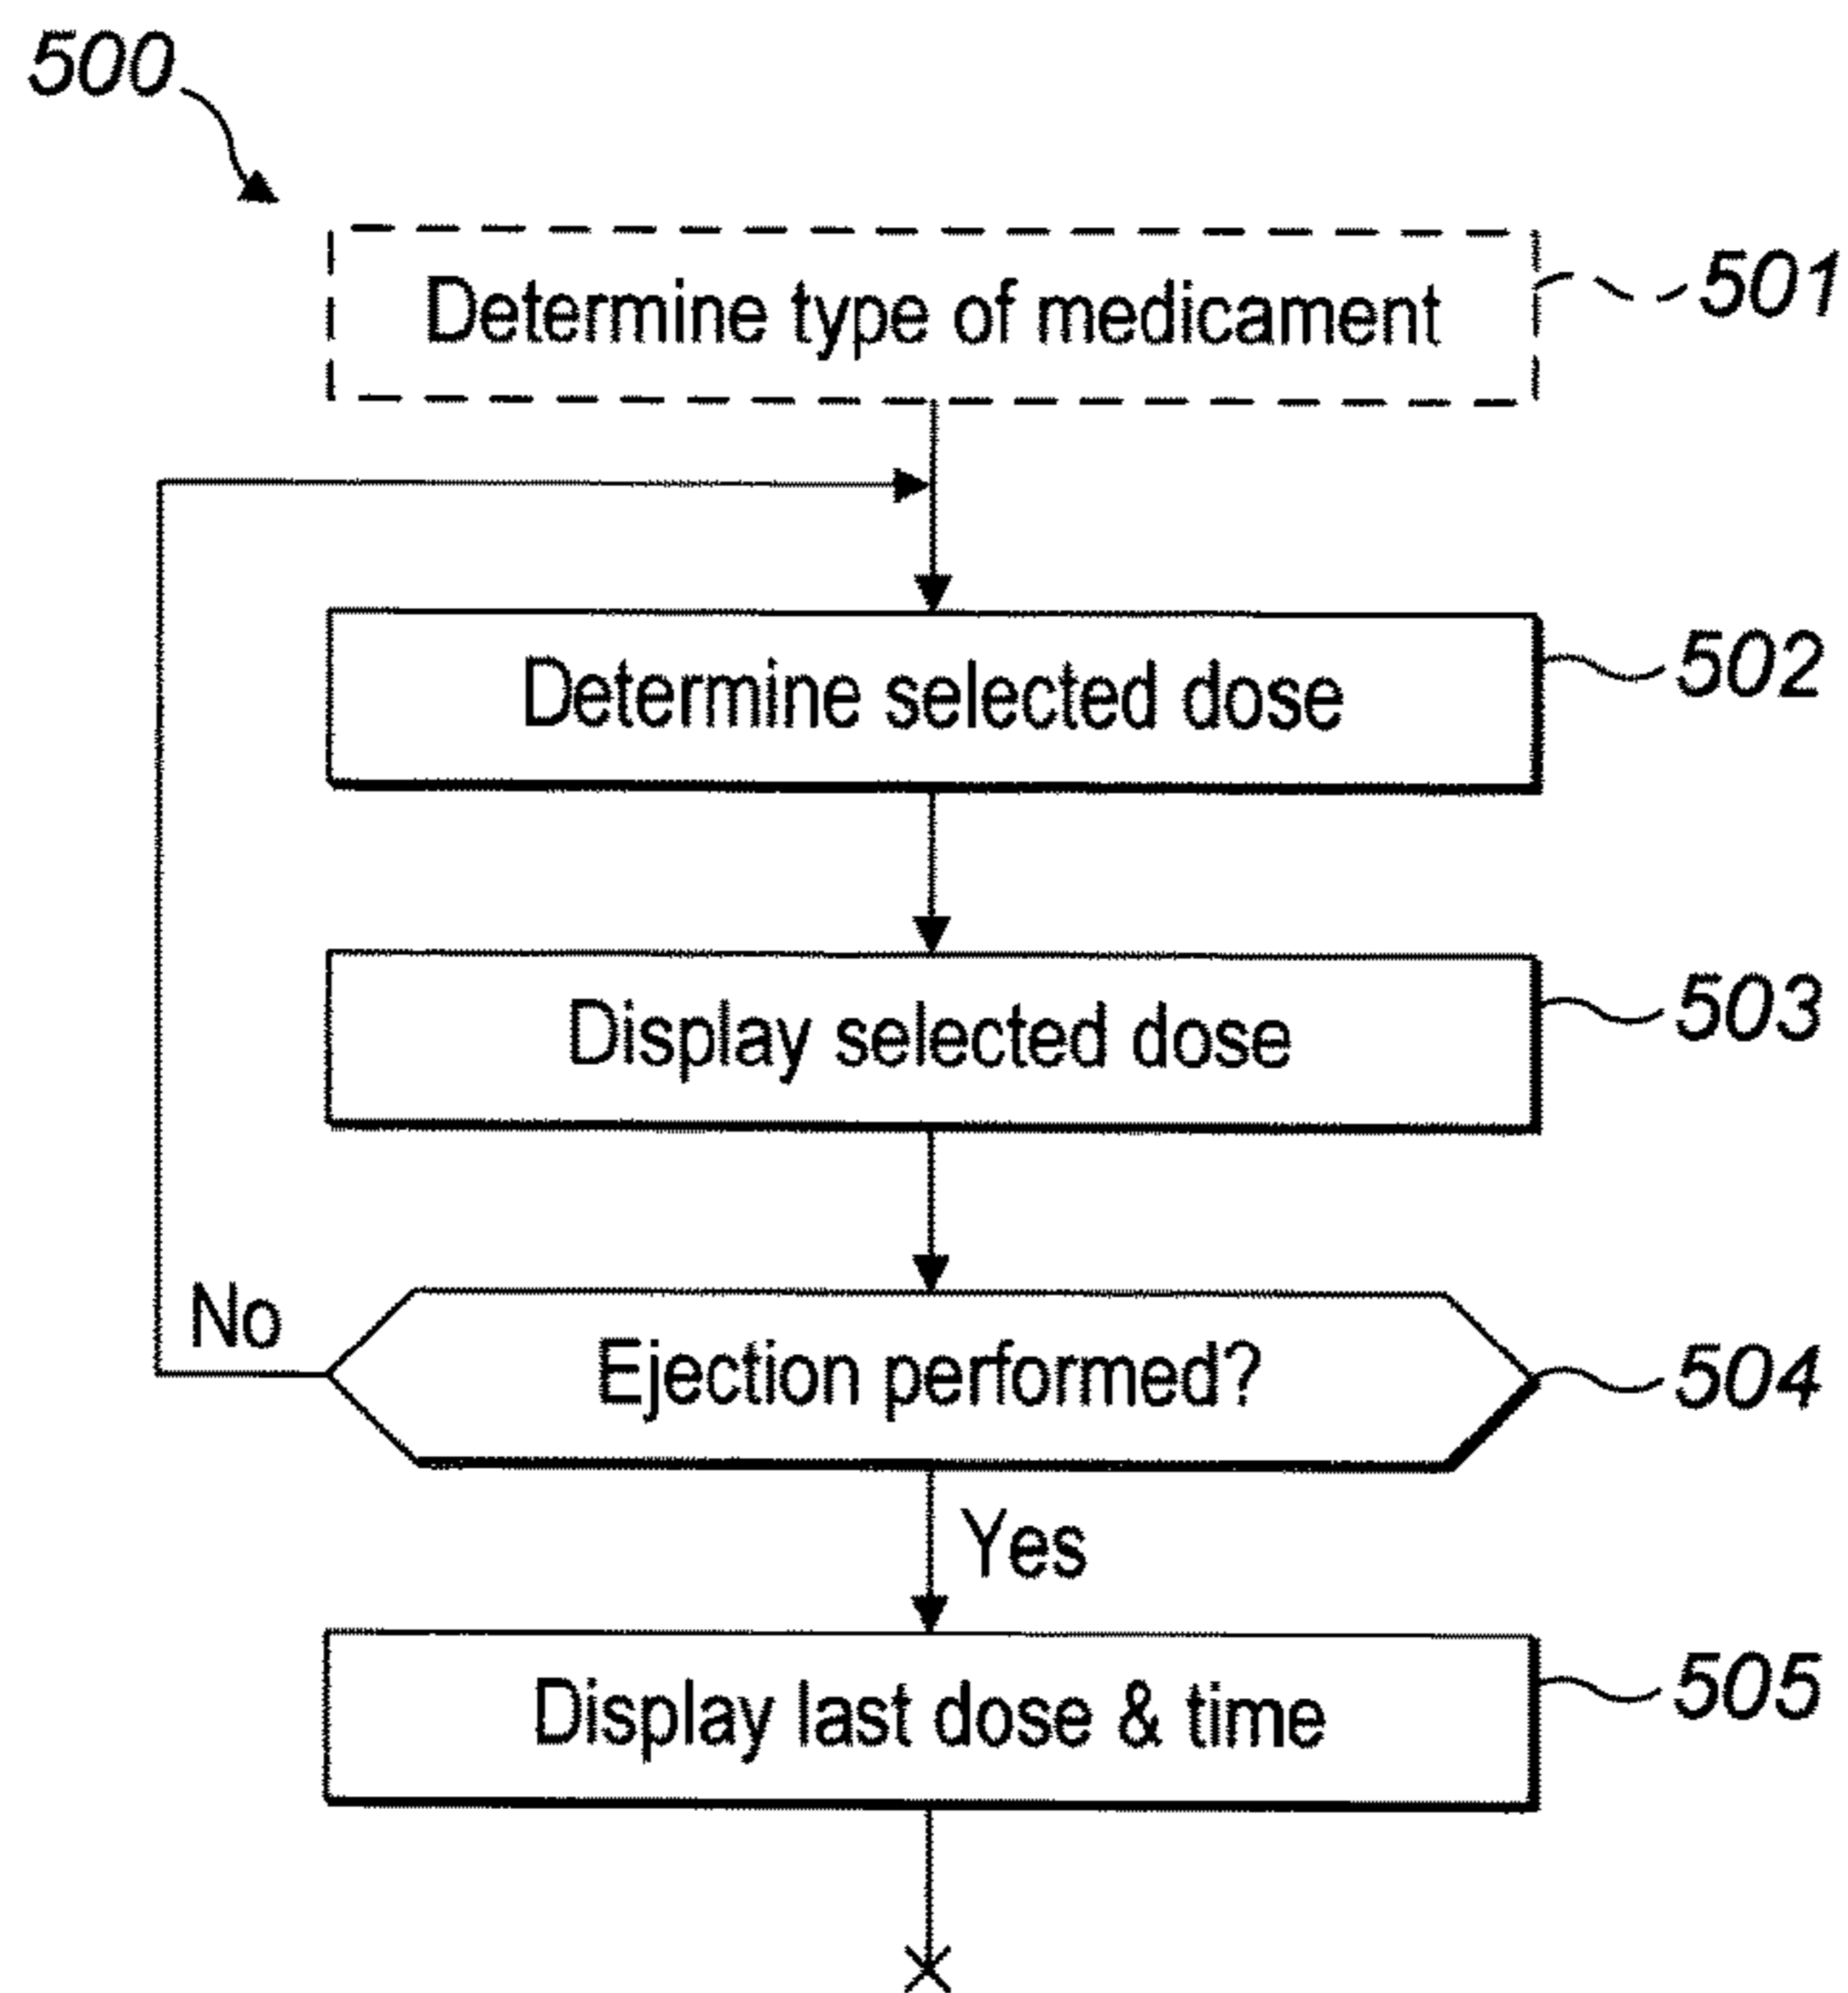 500
Determine type of medicament
501
Determine selected dose
502
Display selected dose
503
No
Ejection performed?
504
Yes
Display last dose & time
505